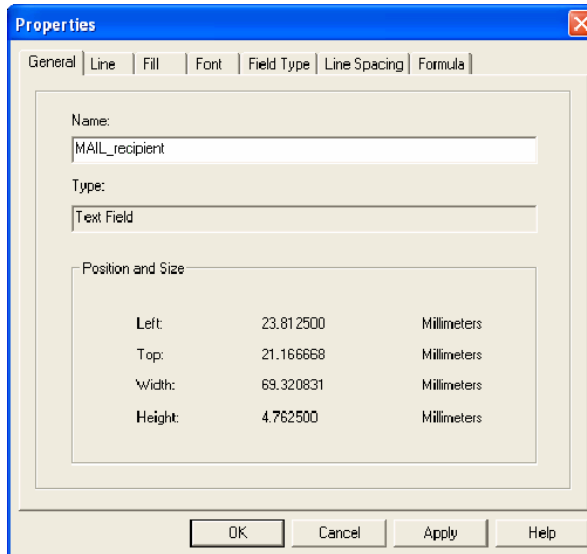 Properties
General Line Fill Font Field Type Line Spacing Formula
Name:
MAIL_recipient
Type:
Text Field
Position and Size
Left: 23.812500 Millimeters
Top: 21.166668 Millimeters
Width: 69.320831 Millimeters
Height: 4.762500 Millimeters
OK Cancel Apply Help